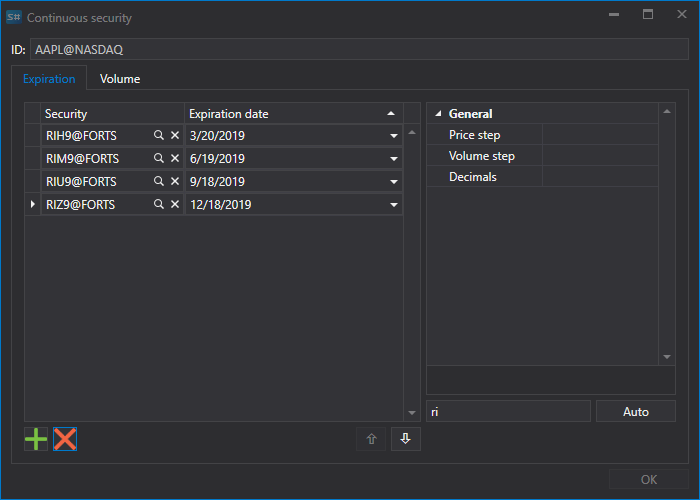 S# Continuous security
ID: AAPL@NASDAQ
Expiration Volume
Security Expiration date
RIH9@FORTS 3/20/2019
RIM9@FORTS 6/19/2019
RIU9@FORTS 9/18/2019
RIZ9@FORTS 12/18/2019
General
Price step
Volume step
Decimals
ri Auto
OK